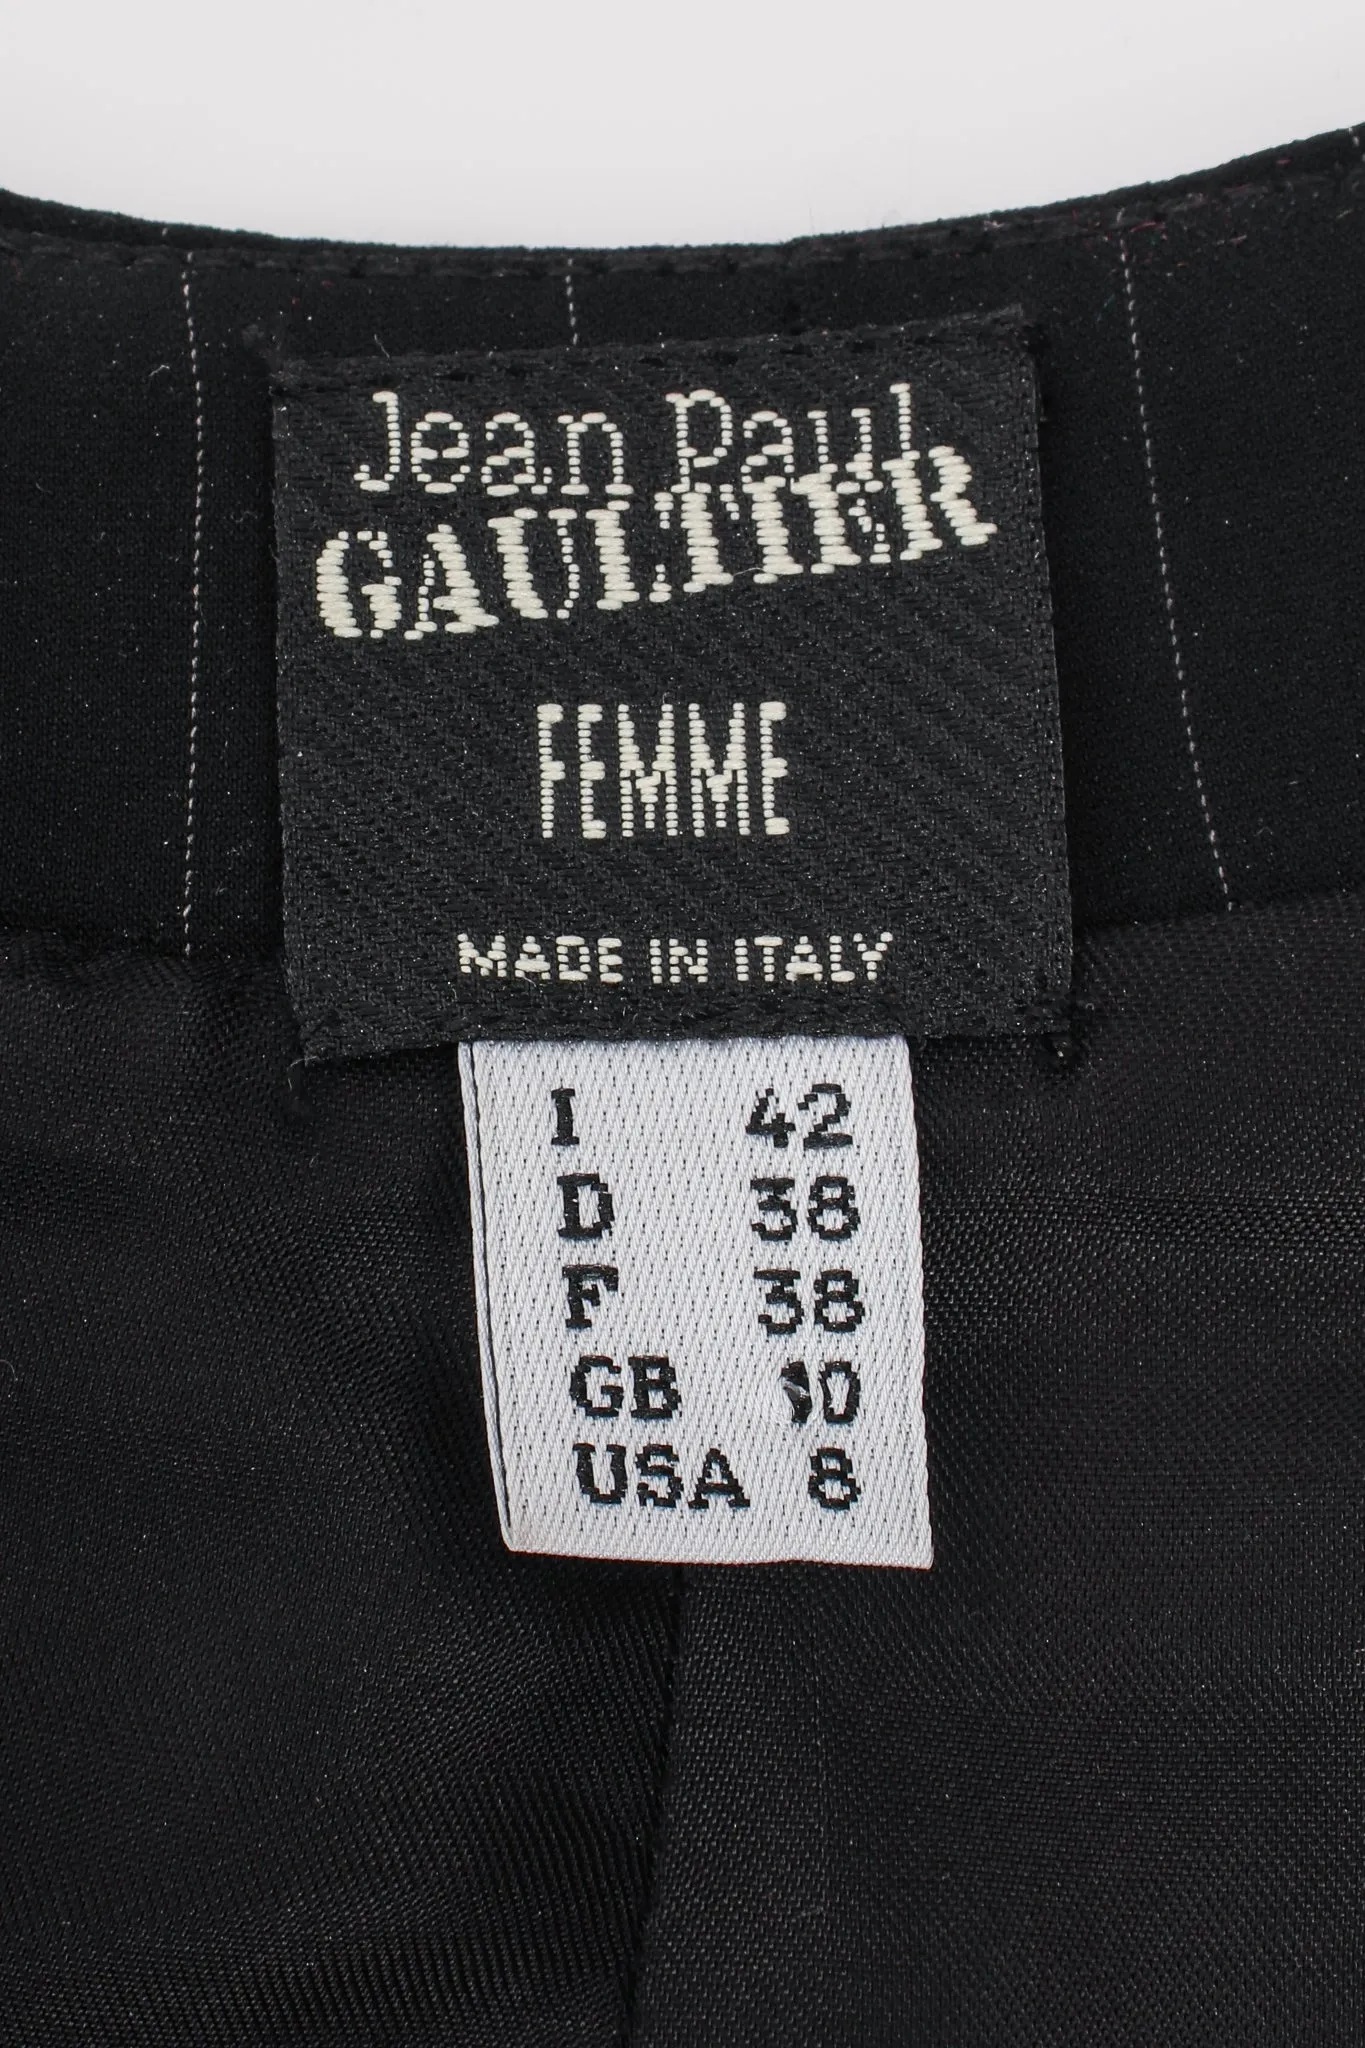 Jean Paul
GAULTIER
FEMME
MADE IN ITALY
I 42
D 38
F 38
GB 10
USA 8